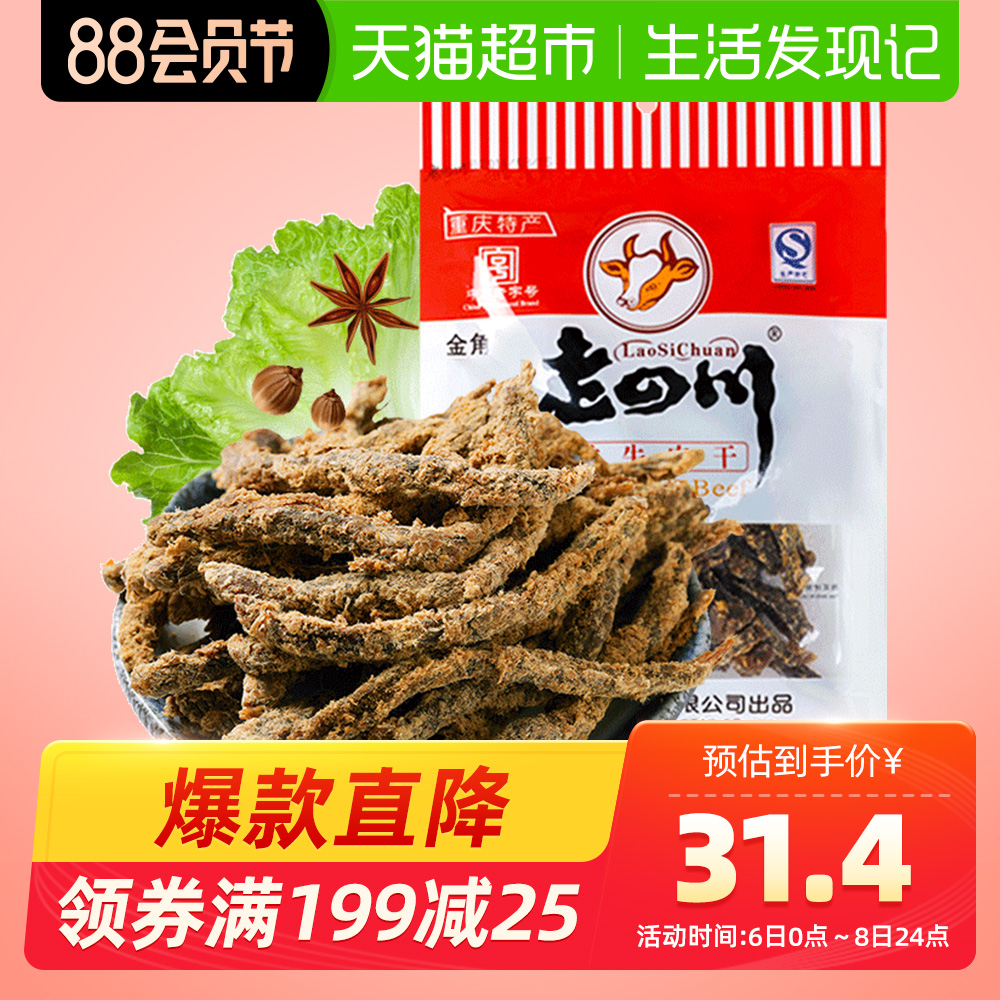 88会员节
天猫超市|生活发现记
重庆特产
金角
LaoSiChuan
®
老四川
牛肉干
Beef
限公司出品
爆款直降
领券满199减25
预估到手价¥
31.4
活动时间:6日0点~8日24点